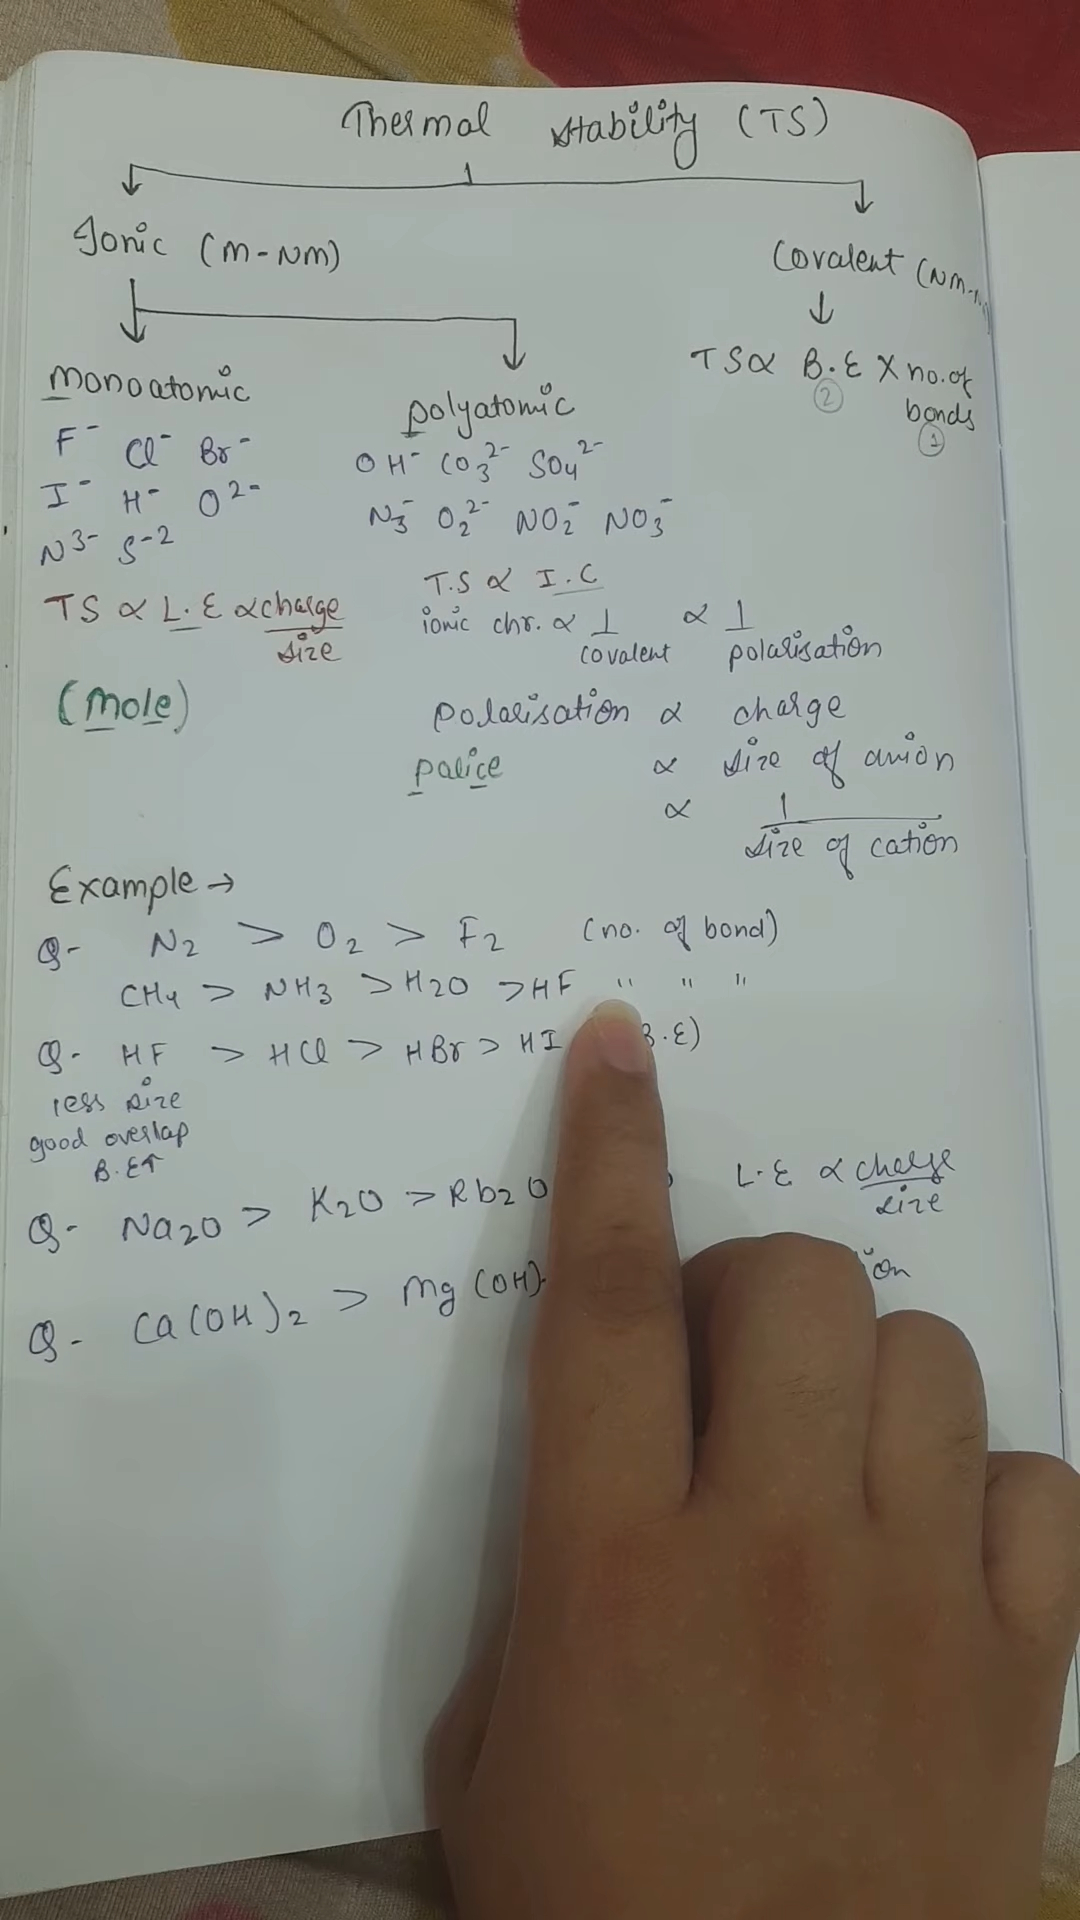 Thermal stability (TS)
Ionic (M-NM)
Covalent (NM-
TS ∝ B.E × no. of
bonds
② ①
Monoatomic
F⁻ Cl⁻ Br⁻
I⁻ H⁻ O²⁻
N³⁻ S⁻²
TS ∝ L.E ∝ charge
size
(Mole)
Polyatomic
OH⁻ CO₃²⁻ SO₄²⁻
N₃⁻ O₂²⁻ NO₂⁻ NO₃⁻
T.S ∝ I.C
ionic chr. ∝ 1 ∝ 1
covalent polarisation
Polarisation ∝ charge
Palice ∝ size of anion
∝ 1
size of cation
Example →
Q- N₂ > O₂ > F₂ (no. of bond)
CH₄ > NH₃ > H₂O > HF " " "
Q- HF > HCl > HBr > HI B.E)
less size
good overlap
B.E↑
Q- Na₂O > K₂O > Rb₂O L.E ∝ charge
size
Q- Ca(OH)₂ > Mg(OH)